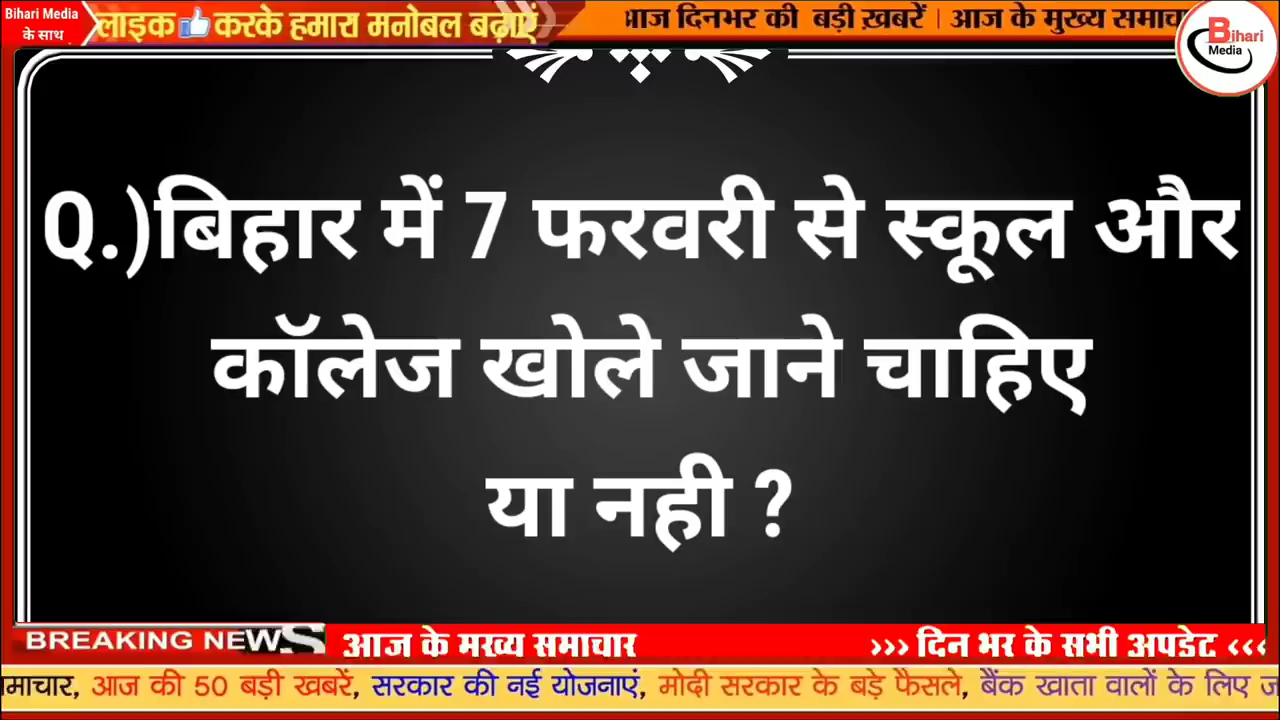 Bihari Media
के साथ
लाइक करके हमारा मनोबल बढ़ाएं
आज दिनभर की बड़ी ख़बरें | आज के मुख्य
Bihari
Media
Q.)बिहार में 7 फरवरी से स्कूल और
कॉलेज खोले जाने चाहिए
या नही ?
BREAKING NEWS
आज के मख्य समाचार
››› दिन भर के सभी अपडेट ‹‹‹
आज की 50 बड़ी खबरें, सरकार की नई योजनाएं, मोदी सरकार के बड़े फैसले, बैंक खाता वालों के लिए